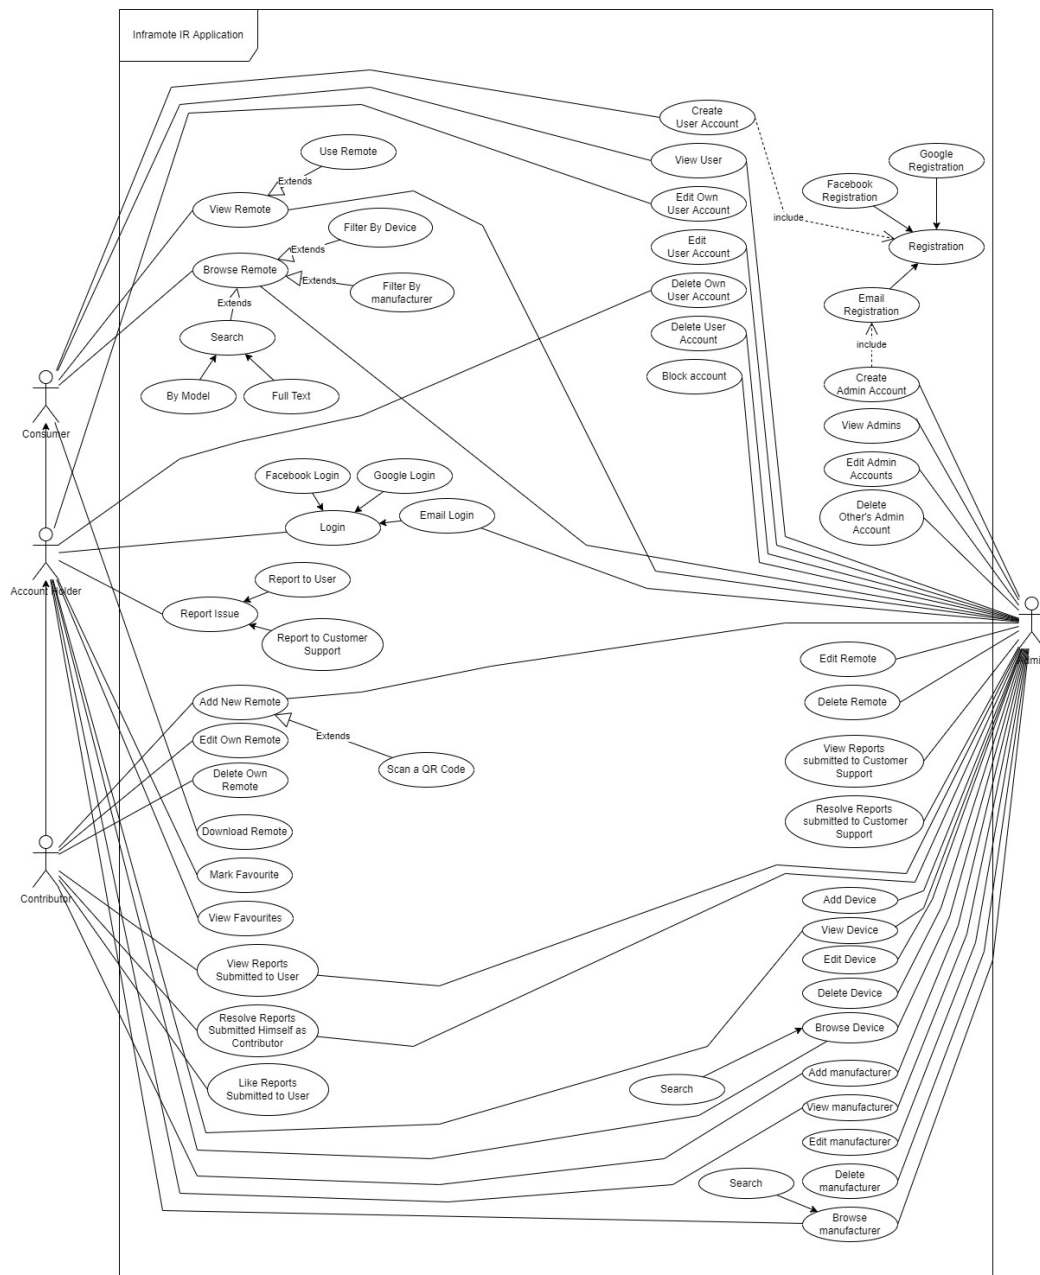 Inframote IR Application
Create
User Account
Use Remote
Google
Registration
View User
Extends
Facebook
Registration
View Remote
Edit Own
User Account
include
Filter By Device
Edit
User Account
Registration
Extends
Browse Remote
Extends
Filter By
manufacturer
Delete Own
User Account
Email
Registration
Extends
Search
Delete User
Account
include
By Model
Full Text
Block account
Create
Admin Account
Consumer
View Admins
Facebook Login
Google Login
Edit Admin
Accounts
Login
Email Login
Delete
Other's Admin
Account
Account Holder
Report to User
Report Issue
Report to Customer
Support
Edit Remote
Admin
Add New Remote
Delete Remote
Extends
Edit Own Remote
Scan a QR Code
Delete Own
Remote
View Reports
submitted to Customer
Support
Download Remote
Resolve Reports
submitted to Customer
Support
Mark Favourite
Contributor
Add Device
View Favourites
View Device
View Reports
Submitted to User
Edit Device
Delete Device
Resolve Reports
Submitted Himself as
Contributor
Browse Device
Like Reports
Submitted to User
Search
Add manufacturer
View manufacturer
Edit manufacturer
Search
Delete
manufacturer
Browse
manufacturer